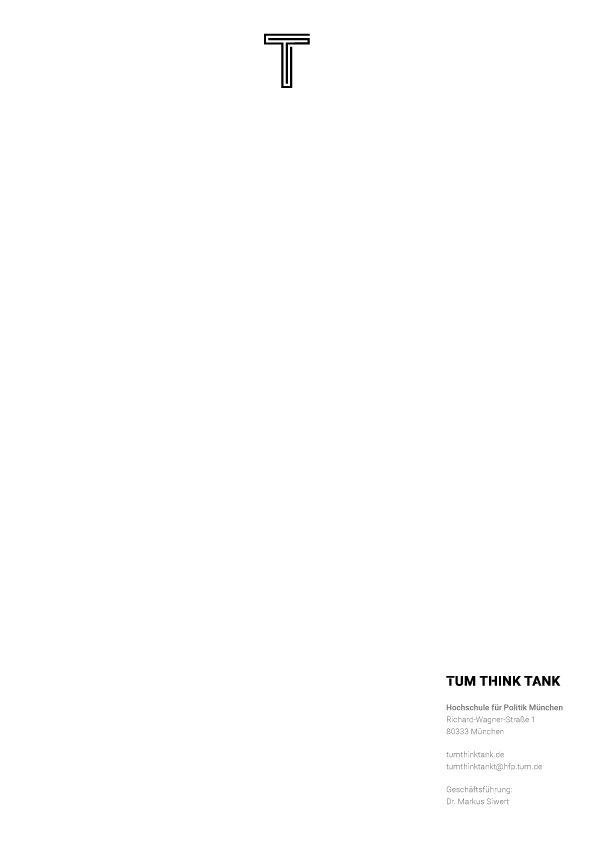 T
TUM THINK TANK
Hochschule für Politik München
Richard-Wagner-Straße 1
80333 München
tumthinktank.de
tumthinktankt@hfp.tum.de
Geschäftsführung:
Dr. Markus Siwert